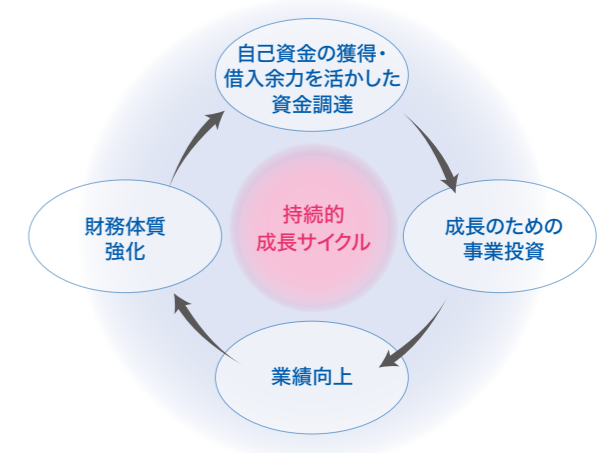 自己資金の獲得・
借入余力を活かした
資金調達
財務体質
強化
持続的
成長サイクル
成長のための
事業投資
業績向上